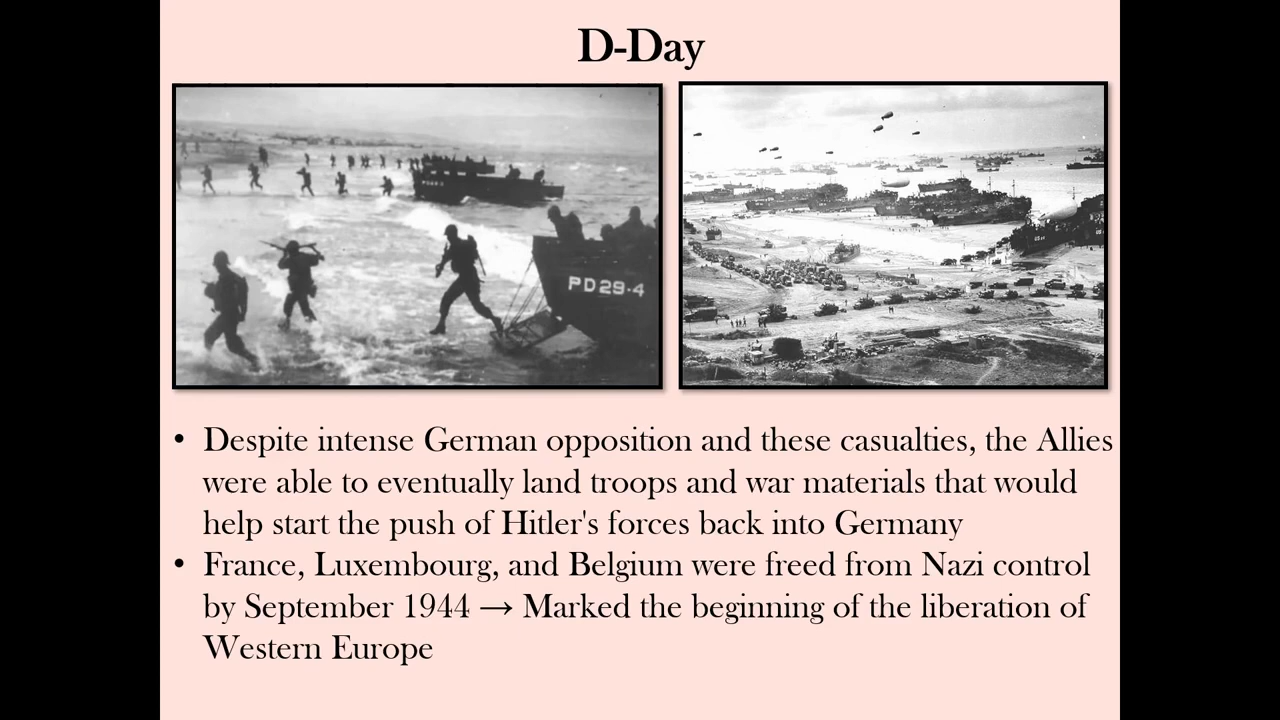 D-Day
PD29-4
• Despite intense German opposition and these casualties, the Allies
were able to eventually land troops and war materials that would
help start the push of Hitler's forces back into Germany
• France, Luxembourg, and Belgium were freed from Nazi control
by September 1944 → Marked the beginning of the liberation of
Western Europe